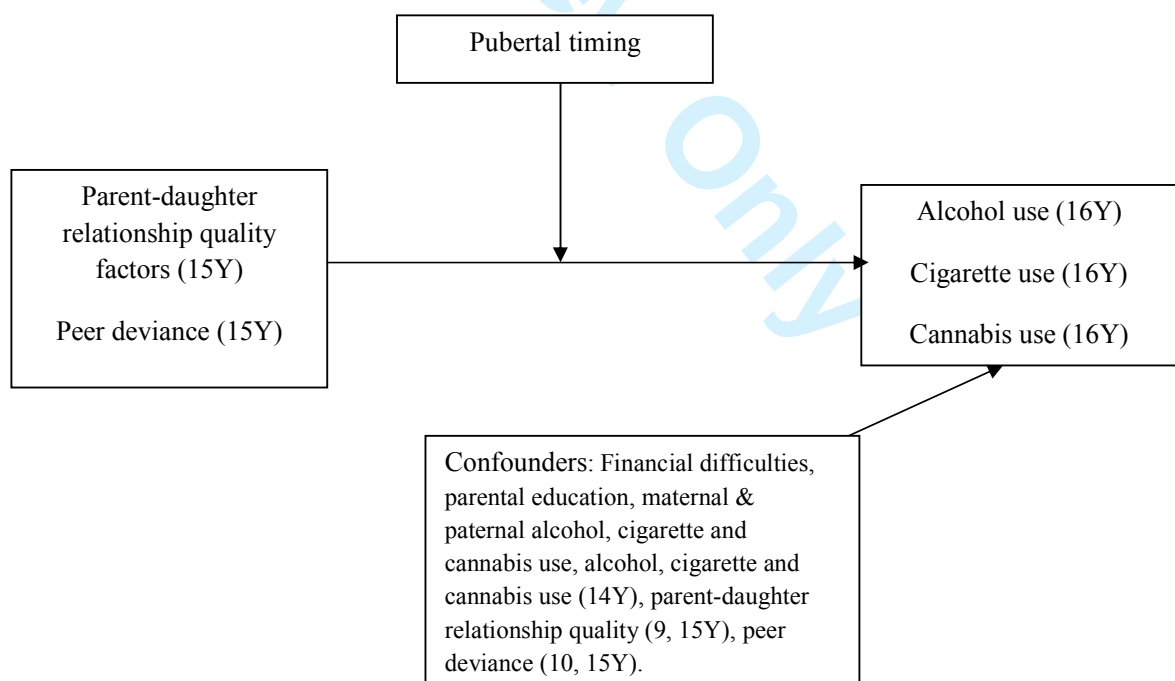 Pubertal timing
Only
Parent-daughter
relationship quality
factors (15Y)
Peer deviance (15Y)
Alcohol use (16Y)
Cigarette use (16Y)
Cannabis use (16Y)
Confounders: Financial difficulties,
parental education, maternal &
paternal alcohol, cigarette and
cannabis use, alcohol, cigarette and
cannabis use (14Y), parent-daughter
relationship quality (9, 15Y), peer
deviance (10, 15Y).